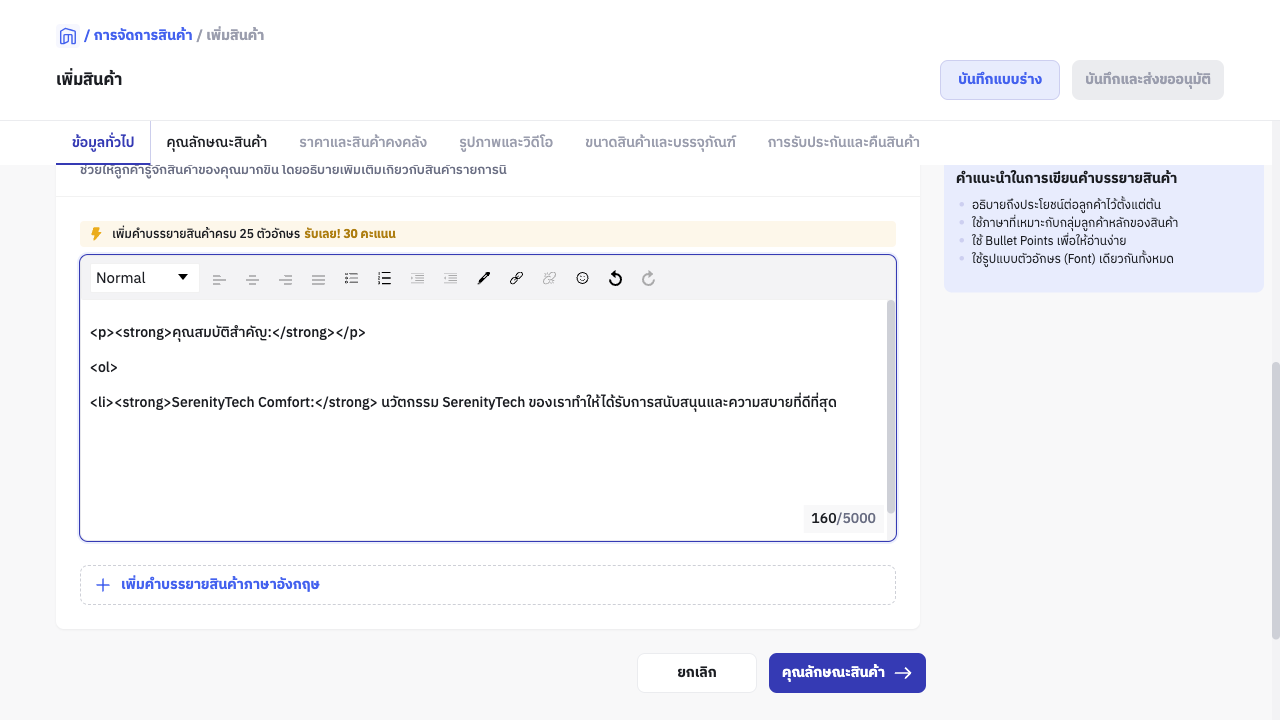 / การจัดการสินค้า / เพิ่มสินค้า
เพิ่มสินค้า
บันทึกแบบร่าง
บันทึกและส่งขออนุมัติ
ข้อมูลทั่วไป
คุณลักษณะสินค้า
ราคาและสินค้าคงคลัง
รูปภาพและวิดีโอ
ขนาดสินค้าและบรรจุภัณฑ์
การรับประกันและคืนสินค้า
ช่วยให้ลูกค้ารู้จักสินค้าของคุณมากขึ้น โดยอธิบายเพิ่มเติมเกี่ยวกับสินค้ารายการนี้
เพิ่มคำบรรยายสินค้าครบ 25 ตัวอักษร รับเลย! 30 คะแนน
Normal
<p><strong>คุณสมบัติสำคัญ:</strong></p>
<ol>
<li><strong>SerenityTech Comfort:</strong> นวัตกรรม SerenityTech ของเราทำให้ได้รับการสนับสนุนและความสบายที่ดีที่สุด
160/5000
เพิ่มคำบรรยายสินค้าภาษาอังกฤษ
ยกเลิก
คุณลักษณะสินค้า
คำแนะนำในการเขียนคำบรรยายสินค้า
อธิบายถึงประโยชน์ต่อลูกค้าไว้ตั้งแต่ต้น
ใช้ภาษาที่เหมาะกับกลุ่มลูกค้าหลักของสินค้า
ใช้ Bullet Points เพื่อให้อ่านง่าย
ใช้รูปแบบตัวอักษร (Font) เดียวกันทั้งหมด